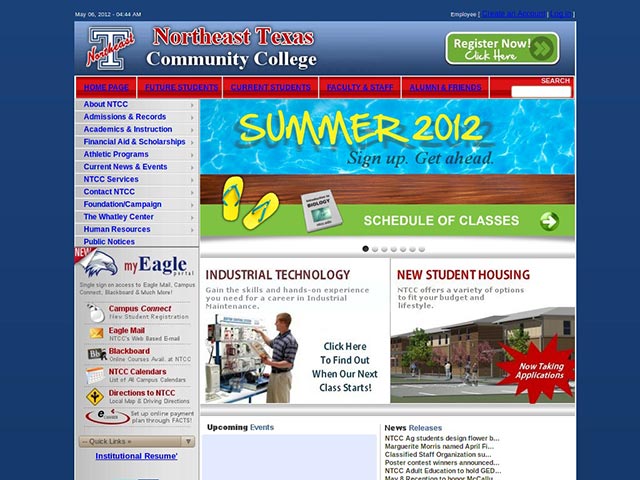 May 06, 2012 - 04:44 AM
Employee [ Create an Account | Log in ]
Northeast
T
Northeast Texas
Community College
Register Now!
Click Here
SEARCH
HOME PAGE
FUTURE STUDENTS
CURRENT STUDENTS
FACULTY & STAFF
ALUMNI & FRIENDS
About NTCC
Admissions & Records
Academics & Instruction
Financial Aid & Scholarships
Athletic Programs
Current News & Events
NTCC Services
Contact NTCC
Foundation/Campaign
The Whatley Center
Human Resources
Public Notices
SUMMER 2012
Sign up. Get ahead.
BIOLOGY
SCHEDULE OF CLASSES
NEW
myEagle
portal
Single sign on access to Eagle Mail, Campus
Connect, Blackboard & Much More!
Campus Connect
New Student Registration
Eagle Mail
NTCC's Web Based E-mail
Bb
Blackboard
Online Courses Avail. at NTCC
NTCC Calendars
List of All Campus Calendars
Directions to NTCC
Local Map & Driving Directions
e
Set up online payment
plan through FACTS!
-- Quick Links »
Institutional Resume'
INDUSTRIAL TECHNOLOGY
Gain the skills and hands-on experience
you need for a career in Industrial
Maintenance.
Click Here
To Find Out
When Our Next
Class Starts!
NEW STUDENT HOUSING
NTCC offers a variety of options
to fit your budget and
lifestyle.
Now Taking
Applications
Upcoming Events
News Releases
NTCC Ag students design flower b...
Marguerite Morris named April Fi...
Classified Staff Organization su...
Poster contest winners announced...
NTCC Adult Education to hold GED...
May 8 Reception to honor McCallu...